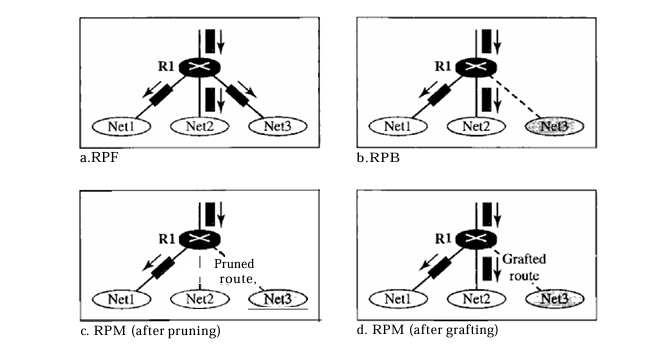 R1
Net1
Net2
Net3
a.RPF
R1
Net1
Net2
Net3
b.RPB
R1
Pruned
route
Net1
Net2
Net3
c. RPM (after pruning)
R1
Grafted
route
Net1
Net2
Net3
d. RPM (after grafting)